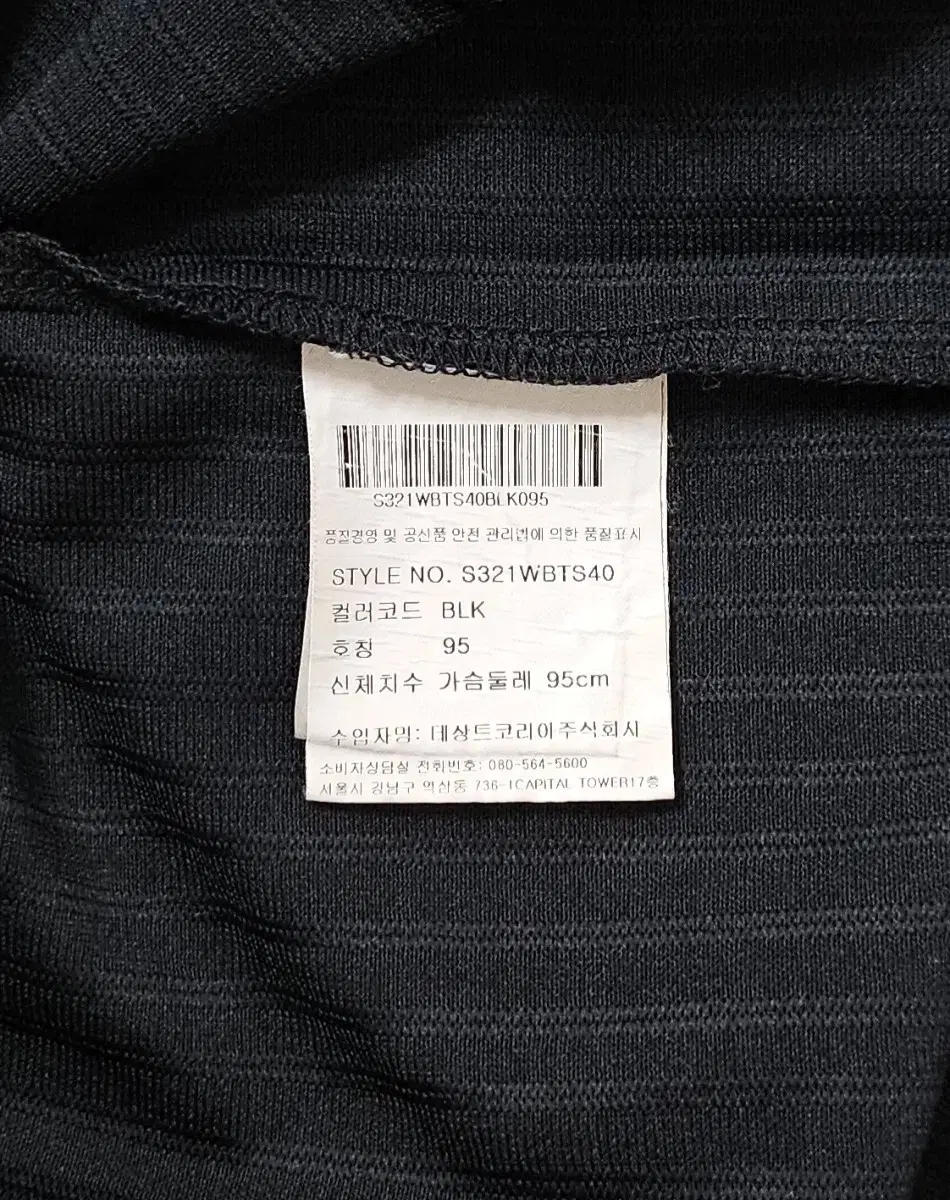 S321WBTS40BLK095
품질경영 및 공산품 안전 관리법에 의한 품질표시
STYLE NO. S321WBTS40
컬러코드 BLK
호칭 95
신체치수 가슴둘레 95cm
수입자명: 데상트코리아주식회사
소비자상담실 전화번호: 080-564-5600
서울시 강남구 역삼동 736-1CAPITAL TOWER17층